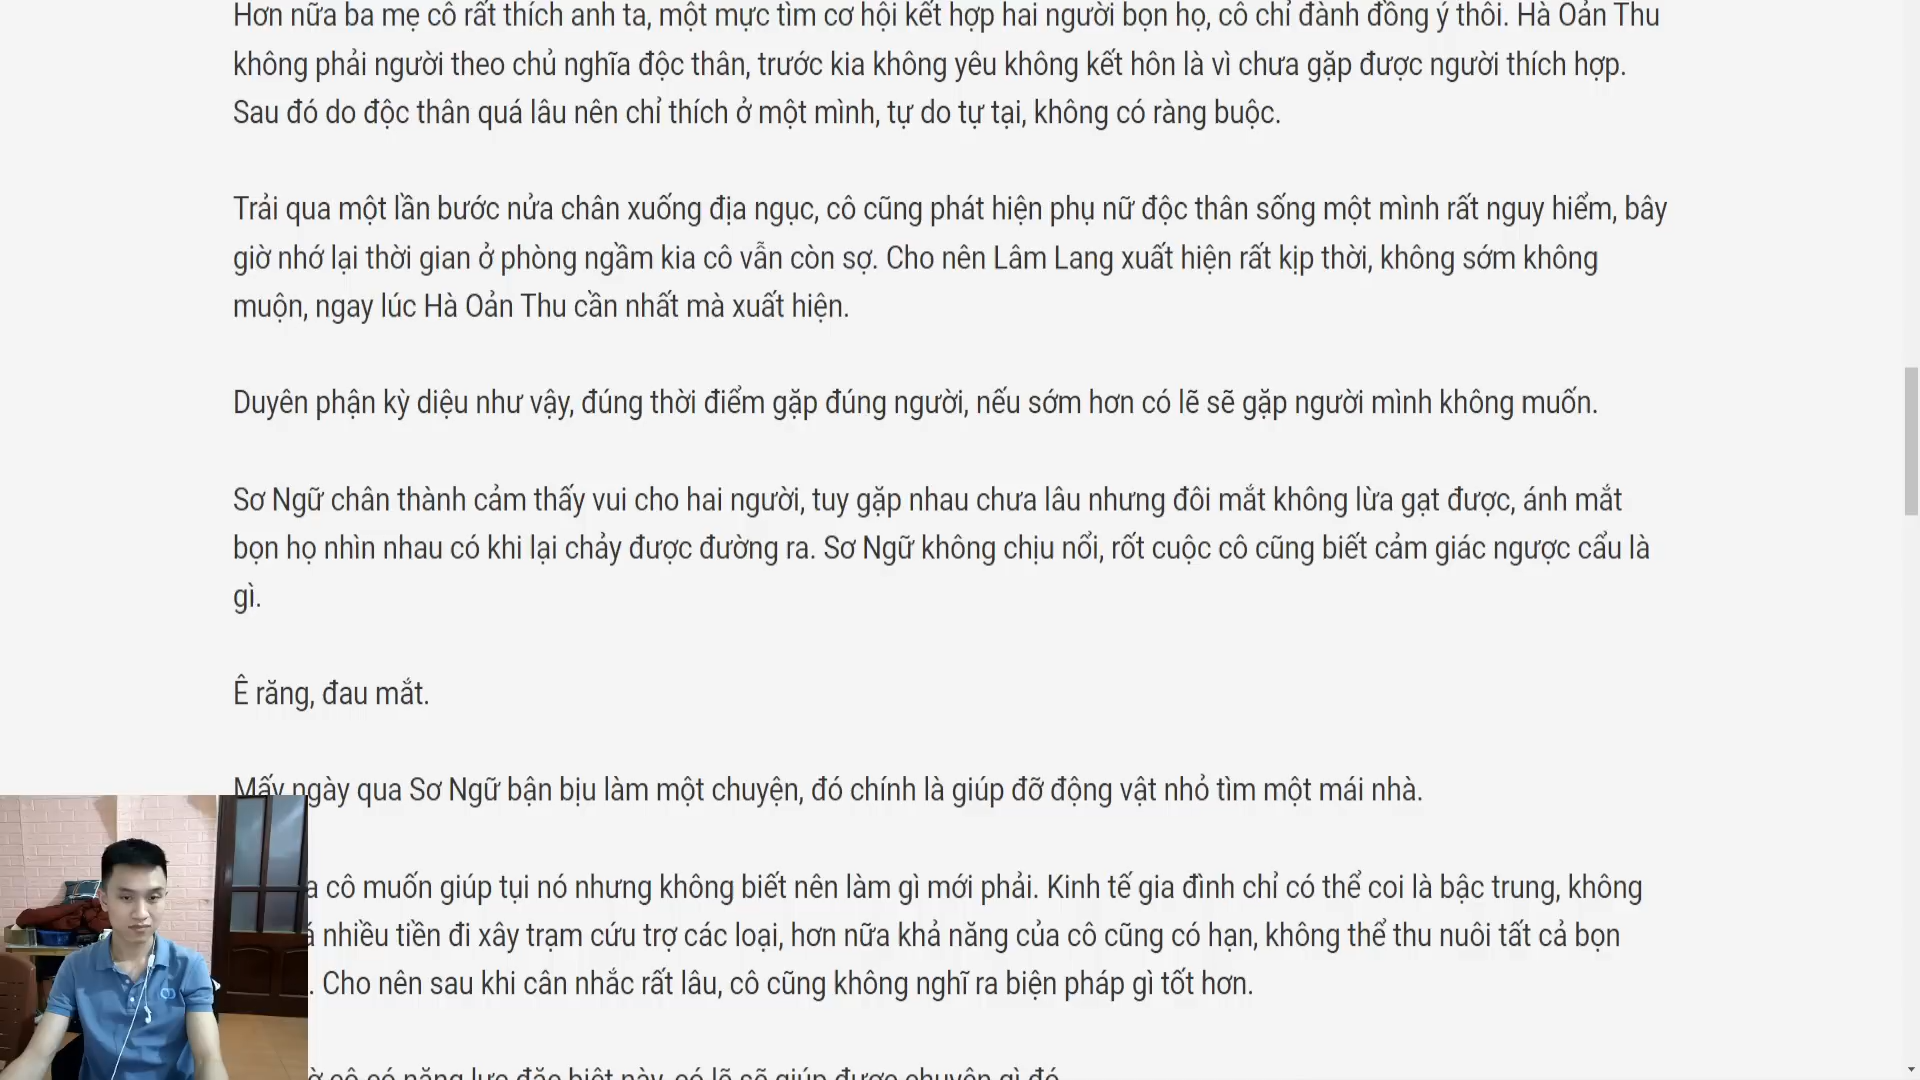 Hơn nữa ba mẹ cô rất thích anh ta, một mực tìm cơ hội kết hợp hai người bọn họ, cô chỉ đành đồng ý thôi. Hà Oản Thu
không phải người theo chủ nghĩa độc thân, trước kia không yêu không kết hôn là vì chưa gặp được người thích hợp.
Sau đó do độc thân quá lâu nên chỉ thích ở một mình, tự do tự tại, không có ràng buộc.
Trải qua một lần bước nửa chân xuống địa ngục, cô cũng phát hiện phụ nữ độc thân sống một mình rất nguy hiểm, bây
giờ nhớ lại thời gian ở phòng ngầm kia cô vẫn còn sợ. Cho nên Lâm Lang xuất hiện rất kịp thời, không sớm không
muộn, ngay lúc Hà Oản Thu cần nhất mà xuất hiện.
Duyên phận kỳ diệu như vậy, đúng thời điểm gặp đúng người, nếu sớm hơn có lẽ sẽ gặp người mình không muốn.
Sơ Ngữ chân thành cảm thấy vui cho hai người, tuy gặp nhau chưa lâu nhưng đôi mắt không lừa gạt được, ánh mắt
bọn họ nhìn nhau có khi lại chảy được đường ra. Sơ Ngữ không chịu nổi, rốt cuộc cô cũng biết cảm giác ngược cẩu là
gì.
Ê răng, đau mắt.
Mấy ngày qua Sơ Ngữ bận bịu làm một chuyện, đó chính là giúp đỡ động vật nhỏ tìm một mái nhà.
cô muốn giúp tụi nó nhưng không biết nên làm gì mới phải. Kinh tế gia đình chỉ có thể coi là bậc trung, không
nhiều tiền đi xây trạm cứu trợ các loại, hơn nữa khả năng của cô cũng có hạn, không thể thu nuôi tất cả bọn
. Cho nên sau khi cân nhắc rất lâu, cô cũng không nghĩ ra biện pháp gì tốt hơn.
cô có năng lực đặc biệt này, có lẽ sẽ giúp được chuyện gì đó.